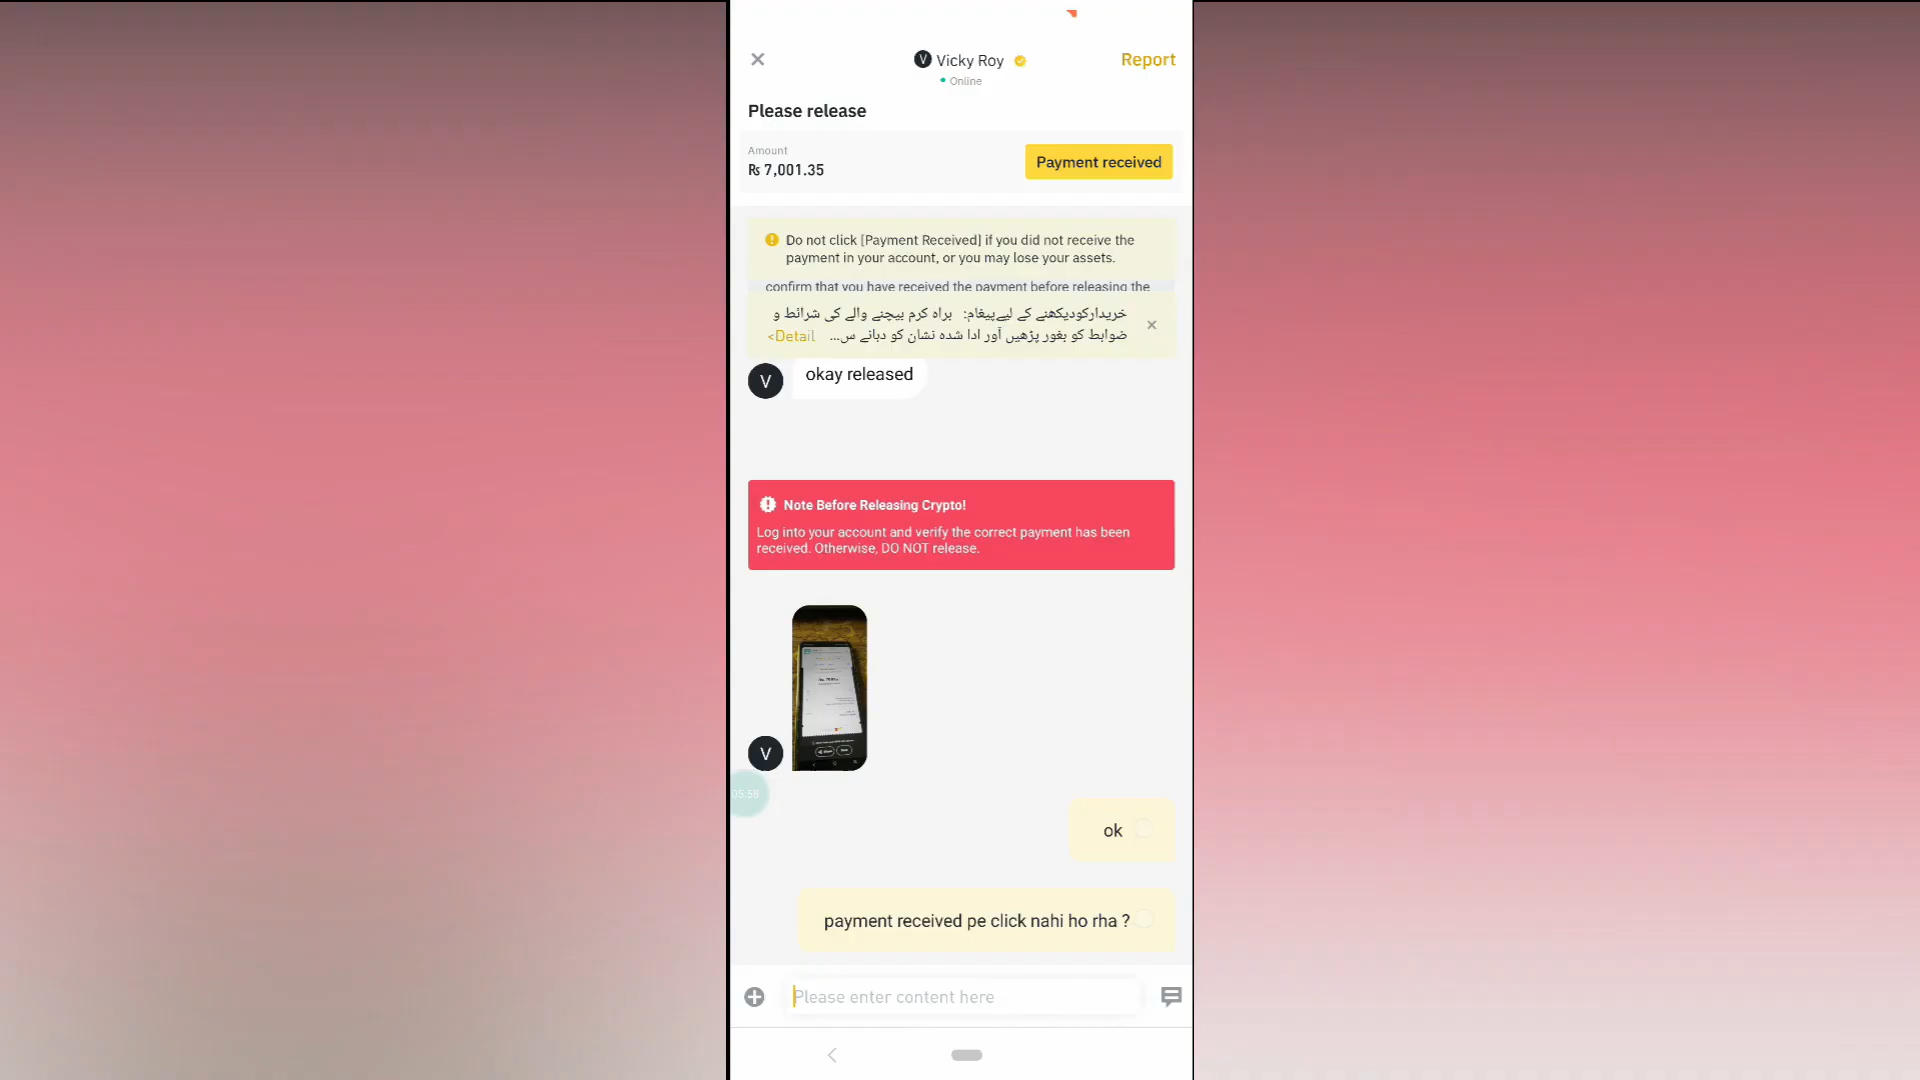 V Vicky Roy
Report
Online
Please release
Amount
₨ 7,001.35
Payment received
Do not click [Payment Received] if you did not receive the
payment in your account, or you may lose your assets.
confirm that you have received the payment before releasing the
خریدارکودیکھنے کے لیےپیغام: براہ کرم بیچنے والے کی شرائط و
ضوابط کو بغور پڑھیں اور ادا شدہ نشان کو دبانے س... Detail>
V
okay released
Note Before Releasing Crypto!
Log into your account and verify the correct payment has been
received. Otherwise, DO NOT release.
V
05:58
ok
payment received pe click nahi ho rha ?
Please enter content here